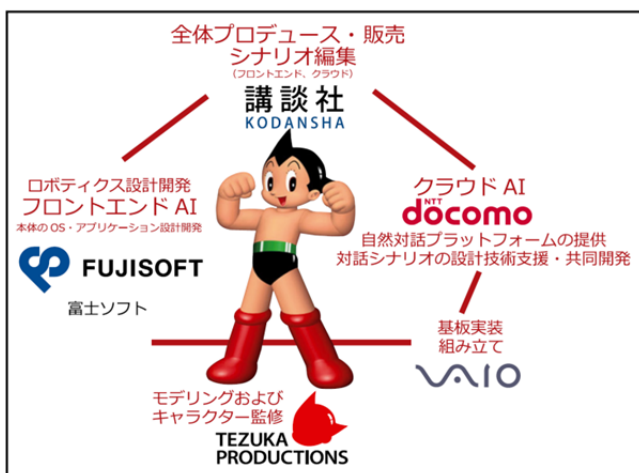 全体プロデュース・販売
シナリオ編集
（フロントエンド、クラウド）
講談社
KODANSHA
ロボティクス設計開発
フロントエンド AI
本体のOS・アプリケーション設計開発
FUJISOFT
富士ソフト
クラウド AI
NTT
döcomo
自然対話プラットフォームの提供
対話シナリオの設計技術支援・共同開発
基板実装
組み立て
VAIO
モデリングおよび
キャラクター監修
TEZUKA
PRODUCTIONS